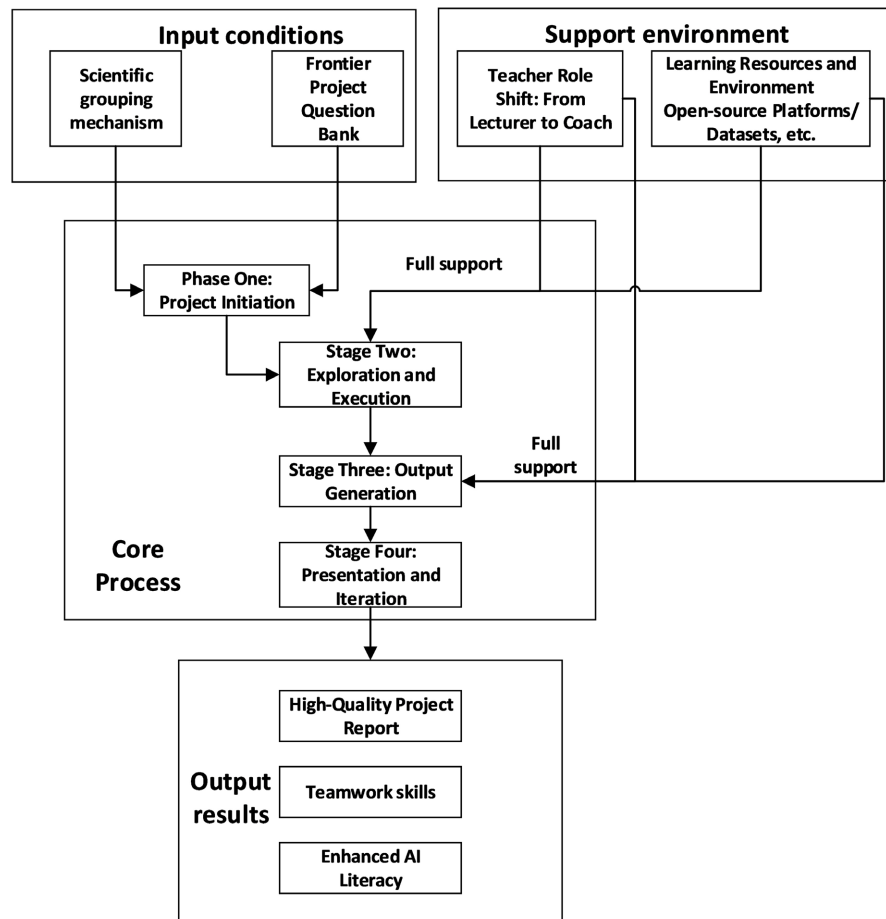 Input conditions
Scientific
grouping
mechanism
Frontier
Project
Question
Bank
Support environment
Teacher Role
Shift: From
Lecturer to Coach
Learning Resources and
Environment
Open-source Platforms/
Datasets, etc.
Phase One:
Project Initiation
Full support
Stage Two:
Exploration and
Execution
Full
support
Stage Three: Output
Generation
Stage Four:
Presentation and
Iteration
Core
Process
High-Quality Project
Report
Output
results
Teamwork skills
Enhanced AI
Literacy